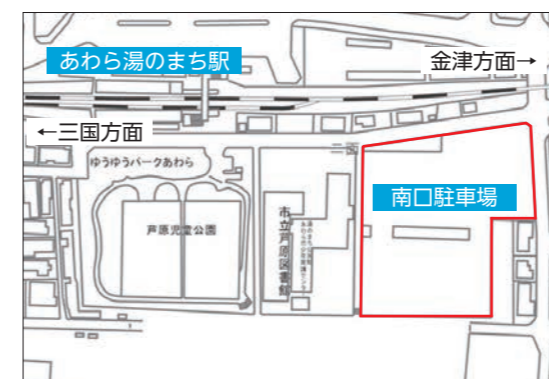 あわら湯のまち駅
金津方面→
←三国方面
ゆうゆうパークあわら
南口駐車場
芦原児童公園
市立芦原図書館